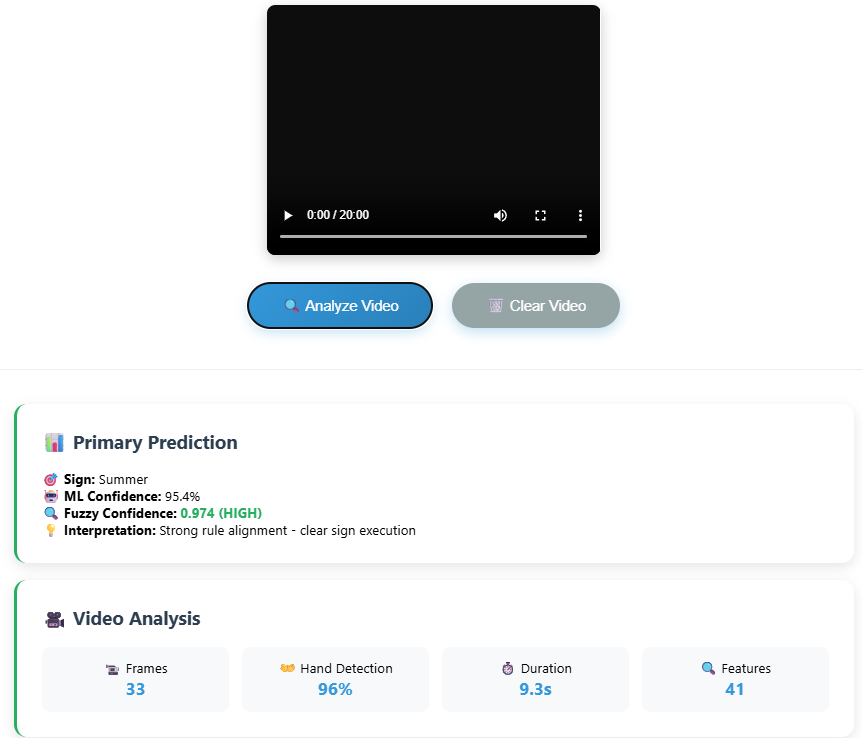 0:00 / 20:00
Analyze Video
Clear Video
Primary Prediction
Sign: Summer
ML Confidence: 95.4%
Fuzzy Confidence: 0.974 (HIGH)
Interpretation: Strong rule alignment - clear sign execution
Video Analysis
Frames
33
Hand Detection
96%
Duration
9.3s
Features
41